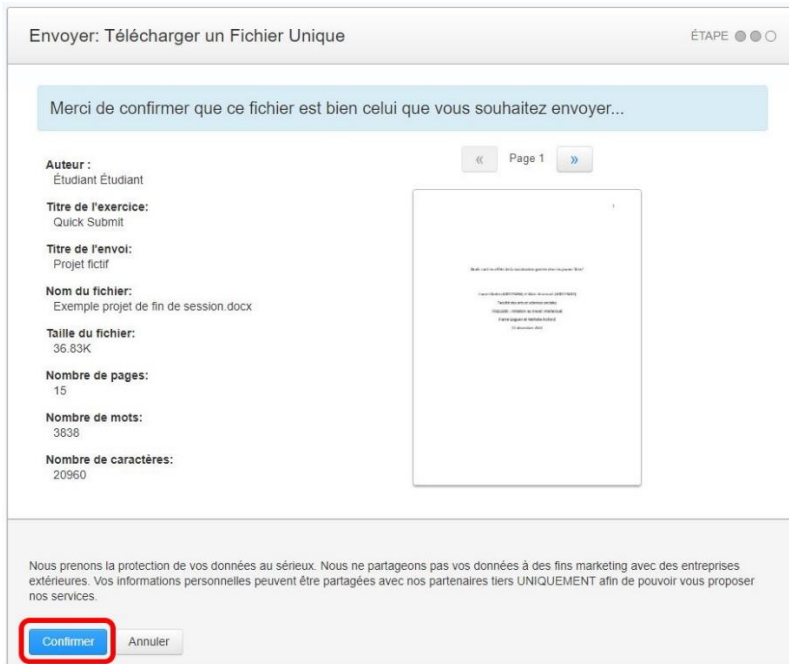 Envoyer: Télécharger un Fichier Unique
ÉTAPE
Merci de confirmer que ce fichier est bien celui que vous souhaitez envoyer...
Auteur :
Étudiant Étudiant
Titre de l'exercice:
Quick Submit
Titre de l'envoi:
Projet fictif
Nom du fichier:
Exemple projet de fin de session.docx
Taille du fichier:
36.83K
Nombre de pages:
15
Nombre de mots:
3838
Nombre de caractères:
20960
« Page 1 »
Nous prenons la protection de vos données au sérieux. Nous ne partageons pas vos données à des fins marketing avec des entreprises
extérieures. Vos informations personnelles peuvent être partagées avec nos partenaires tiers UNIQUEMENT afin de pouvoir vous proposer
nos services.
Confirmer Annuler